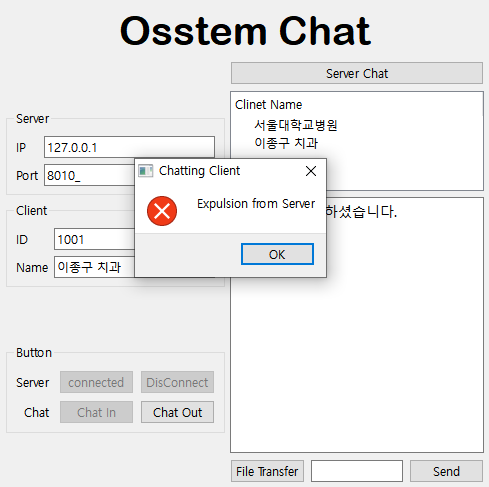 Osstem Chat
Server Chat
Clinet Name
서울대학교병원
이종구 치과
Server
IP 127.0.0.1
Port 8010_
Chatting Client
Expulsion from Server
OK
하셨습니다.
Client
ID 1001
Name 이종구 치과
Button
Server connected DisConnect
Chat Chat In Chat Out
File Transfer Send